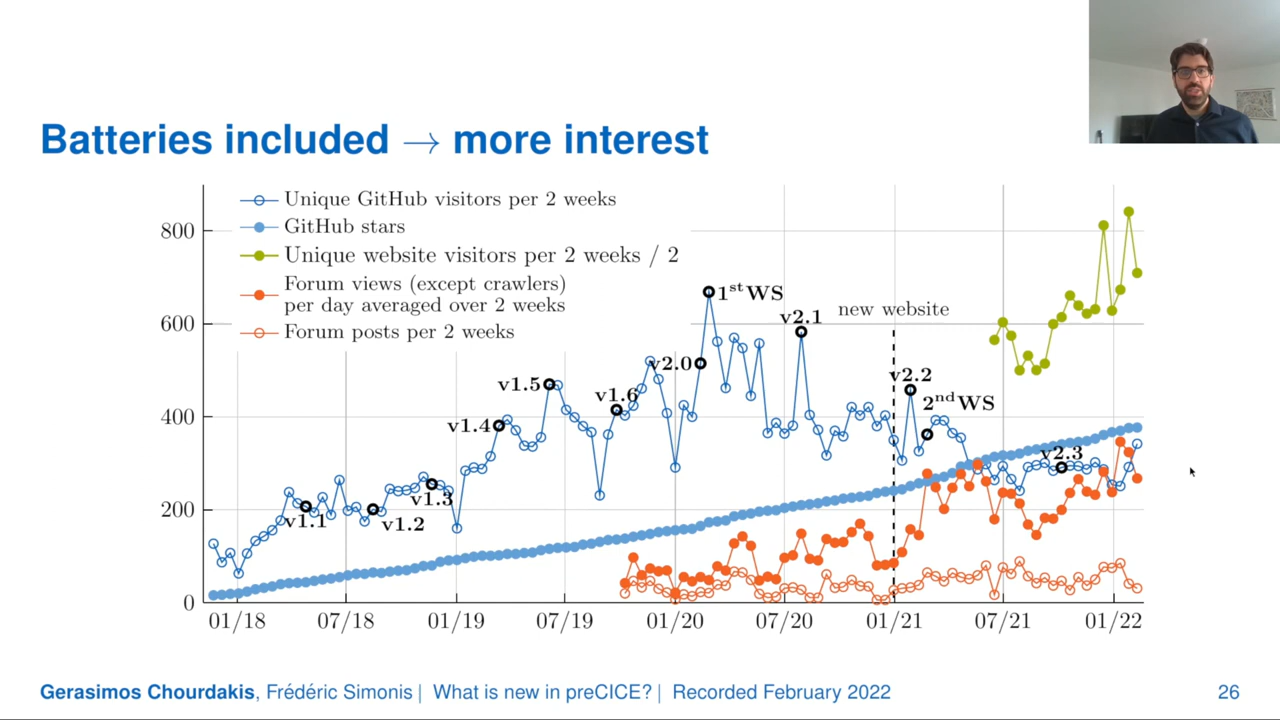 Batteries included → more interest
Unique GitHub visitors per 2 weeks
GitHub stars
Unique website visitors per 2 weeks / 2
Forum views (except crawlers)
per day averaged over 2 weeks
Forum posts per 2 weeks
800
600
400
200
0
1stWS
new website
v2.1
v2.0
v2.2
v1.5
v1.6
2ndWS
v1.4
v2.3
v1.3
v1.1
v1.2
01/18 07/18 01/19 07/19 01/20 07/20 01/21 07/21 01/22
Gerasimos Chourdakis, Frédéric Simonis | What is new in preCICE? | Recorded February 2022 26